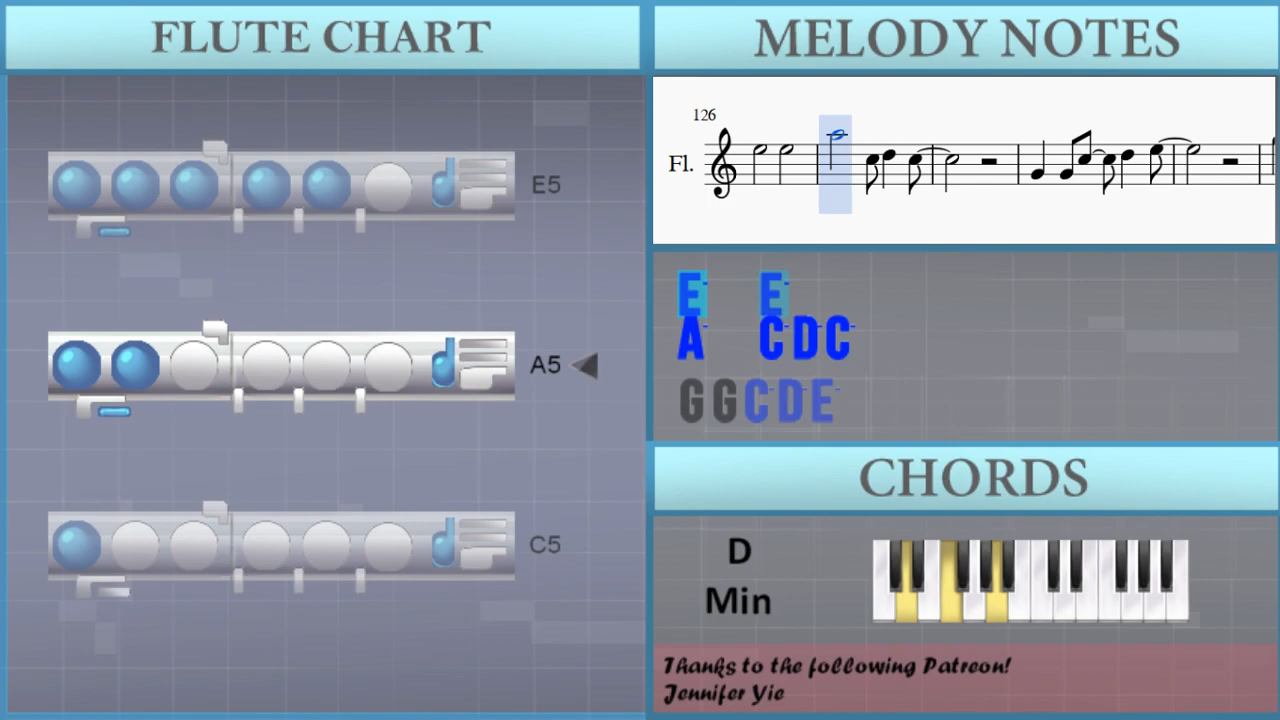 FLUTE CHART
E5
A5
C5
MELODY NOTES
126
Fl.
E E
A CDC
GGCDE
CHORDS
D
Min
Thanks to the following Patreon!
Jennifer Yie